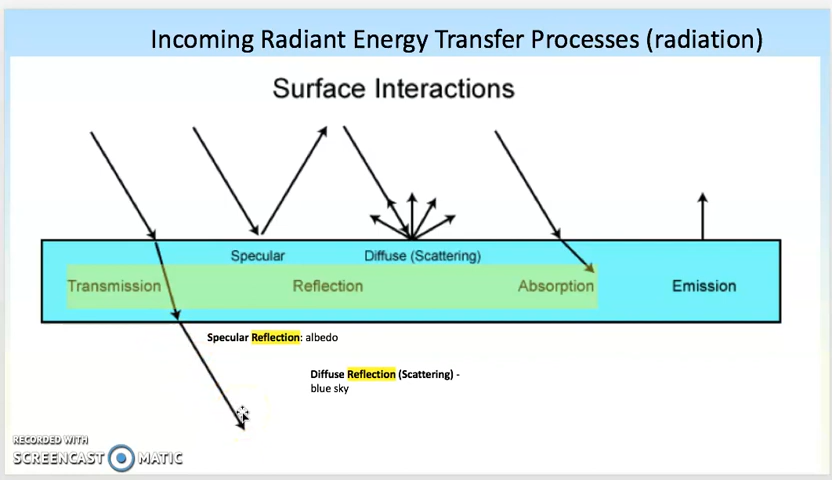 Incoming Radiant Energy Transfer Processes (radiation)
Surface Interactions
Specular
Diffuse (Scattering)
Transmission
Reflection
Absorption
Emission
Specular Reflection: albedo
Diffuse Reflection (Scattering) -
blue sky
RECORDED WITH
SCREENCAST MATIC